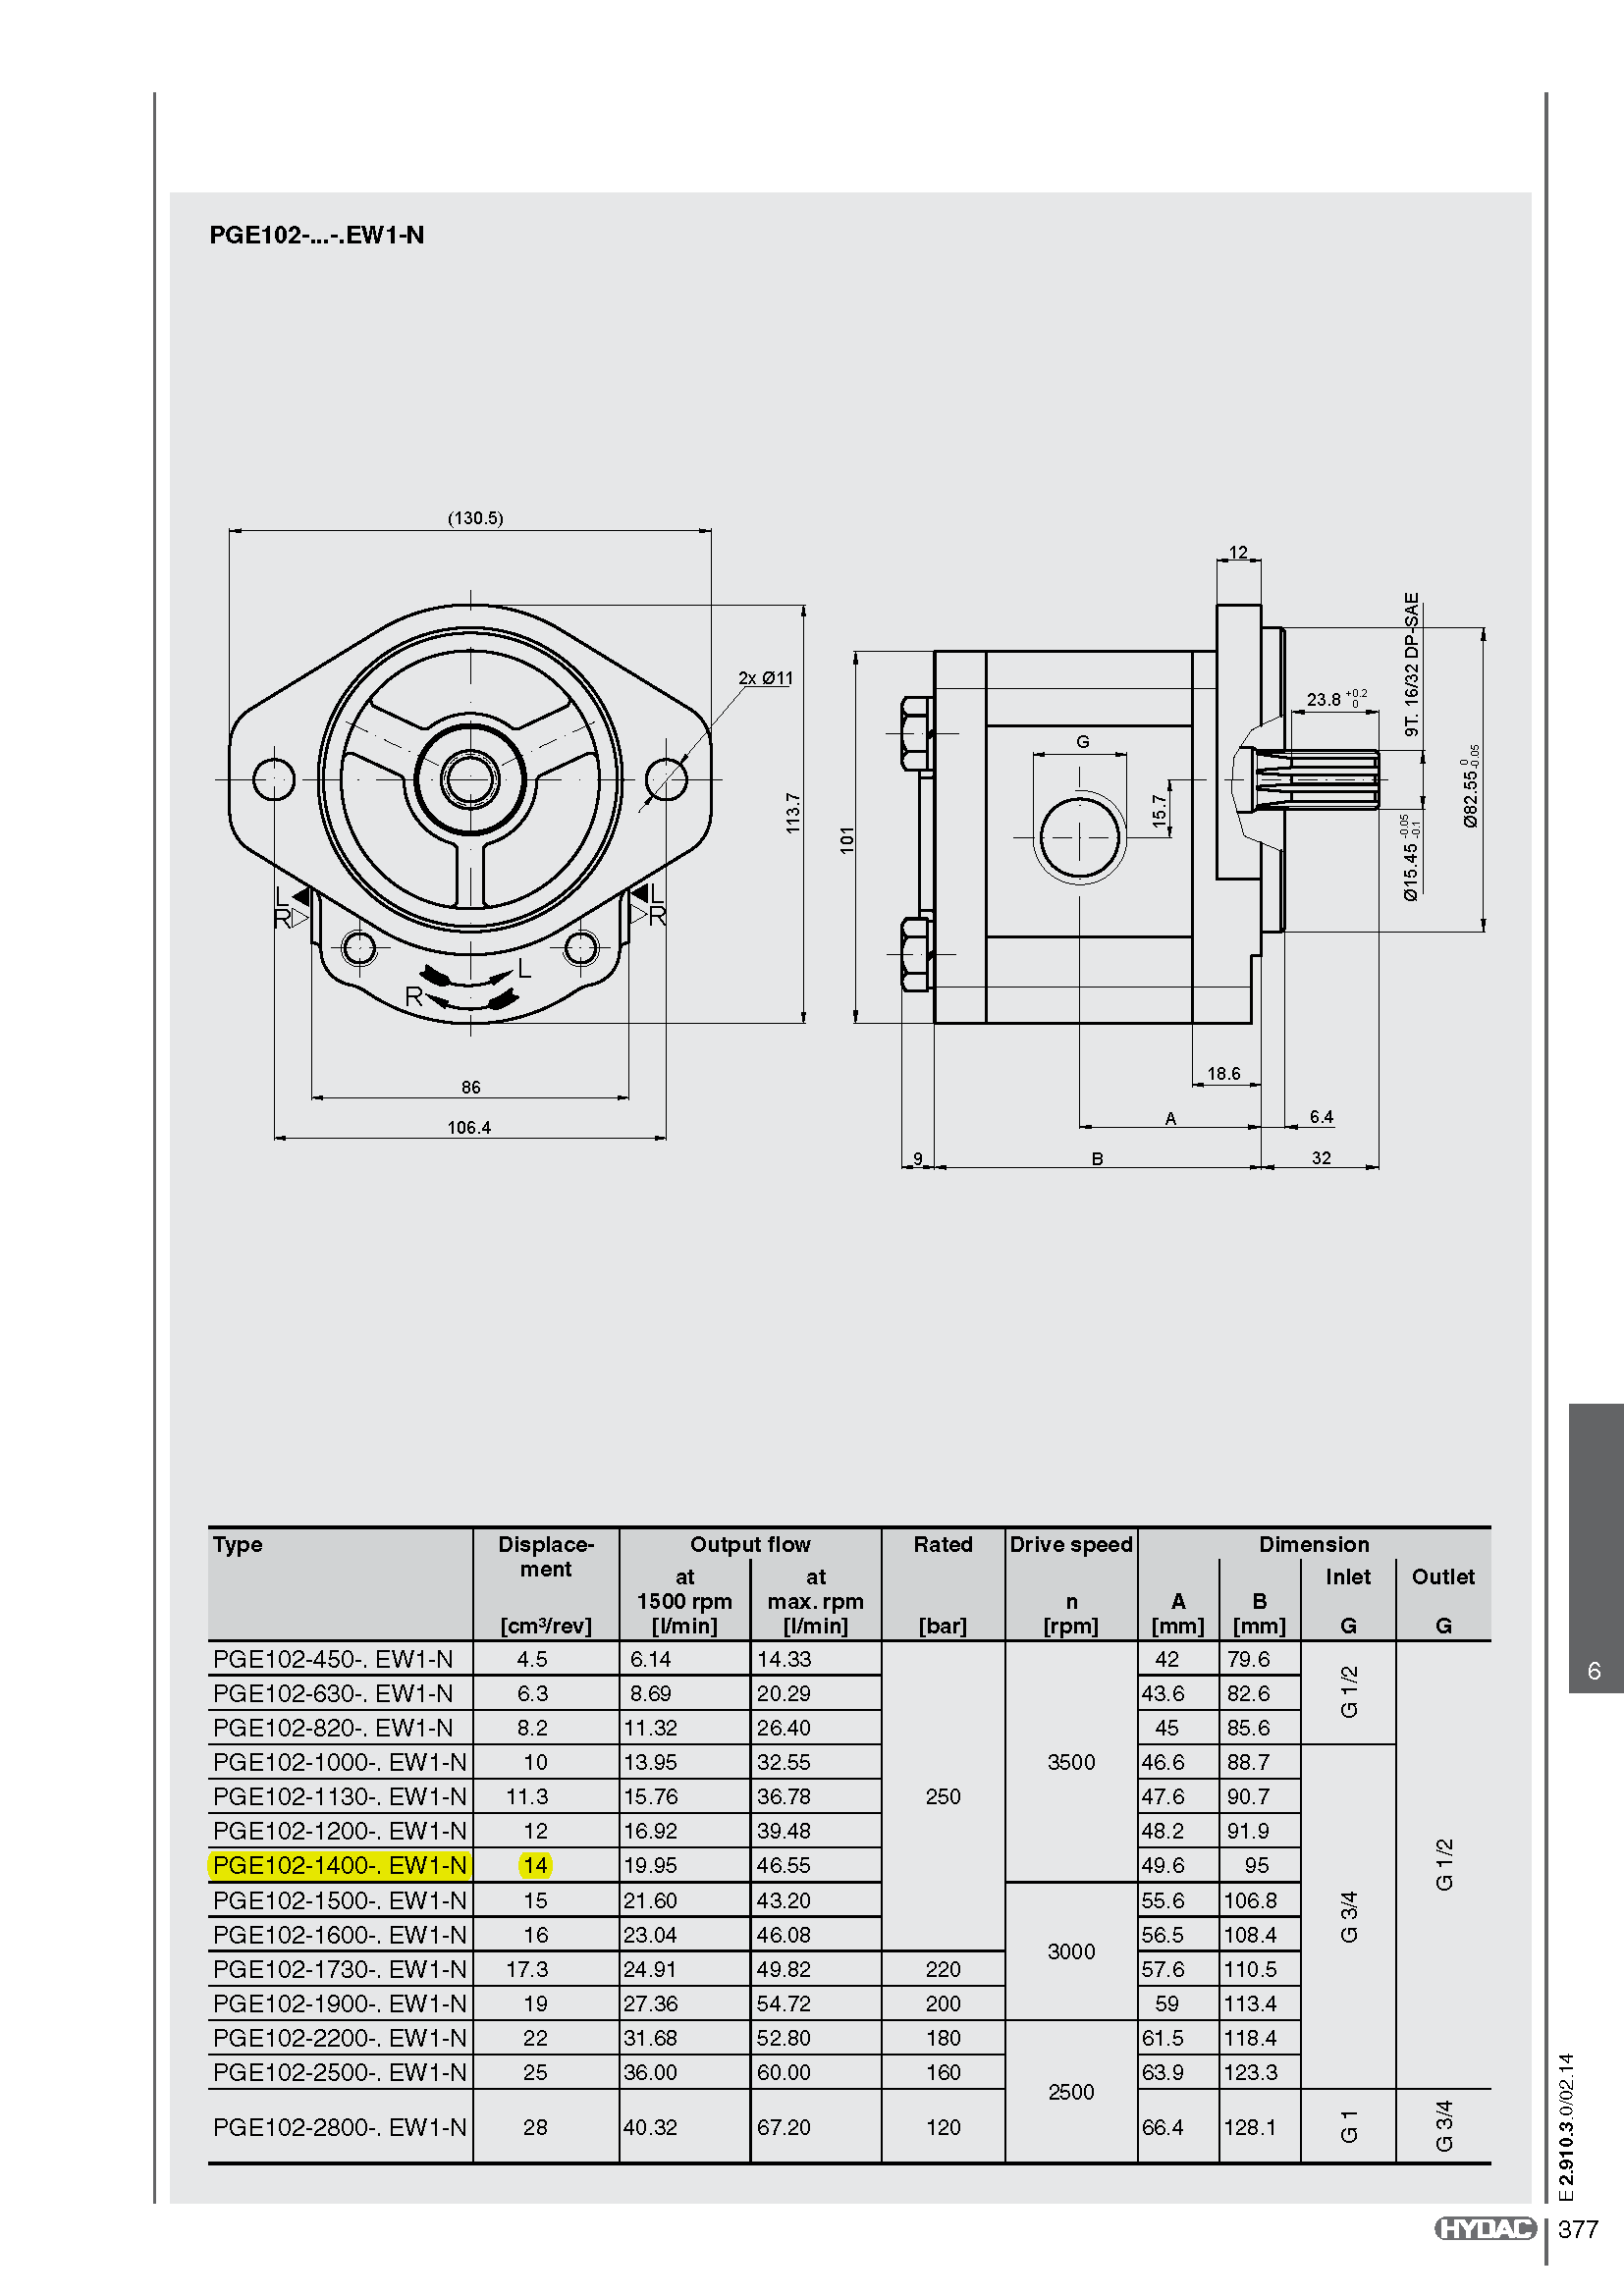 PGE102-...-.EW1-N
(130.5)
12
2x Ø11
9T. 16/32 DP-SAE
23.8 +0.2 0
G
15.7
113.7
101
Ø15.45 -0.05 -0.1
Ø82.55 0 -0.05
L
R
L
R
L
R
86
106.4
18.6
A
6.4
9
B
32
Type Displace- Output flow Rated Drive speed Dimension
ment at at Inlet Outlet
1500 rpm max. rpm n A B
[cm³/rev] [l/min] [l/min] [bar] [rpm] [mm] [mm] G G
PGE102-450-. EW1-N 4.5 6.14 14.33 42 79.6
G 1/2
PGE102-630-. EW1-N 6.3 8.69 20.29 43.6 82.6
PGE102-820-. EW1-N 8.2 11.32 26.40 45 85.6
PGE102-1000-. EW1-N 10 13.95 32.55 3500 46.6 88.7
PGE102-1130-. EW1-N 11.3 15.76 36.78 250 47.6 90.7
PGE102-1200-. EW1-N 12 16.92 39.48 48.2 91.9
PGE102-1400-. EW1-N 14 19.95 46.55 49.6 95
G 1/2
PGE102-1500-. EW1-N 15 21.60 43.20 55.6 106.8
G 3/4
PGE102-1600-. EW1-N 16 23.04 46.08 56.5 108.4
3000
PGE102-1730-. EW1-N 17.3 24.91 49.82 220 57.6 110.5
PGE102-1900-. EW1-N 19 27.36 54.72 200 59 113.4
PGE102-2200-. EW1-N 22 31.68 52.80 180 61.5 118.4
PGE102-2500-. EW1-N 25 36.00 60.00 160 63.9 123.3
2500
PGE102-2800-. EW1-N 28 40.32 67.20 120 66.4 128.1 G 1 G 3/4
6
E 2.910.3.0/02.14
HYDAC 377